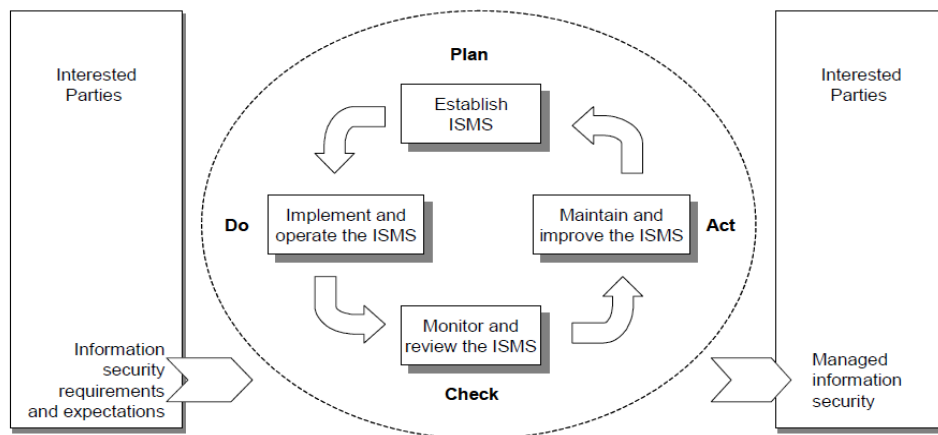 Interested
Parties
Information
security
requirements
and expectations
Plan
Establish
ISMS
Do
Implement and
operate the ISMS
Maintain and
improve the ISMS
Act
Monitor and
review the ISMS
Check
Interested
Parties
Managed
information
security